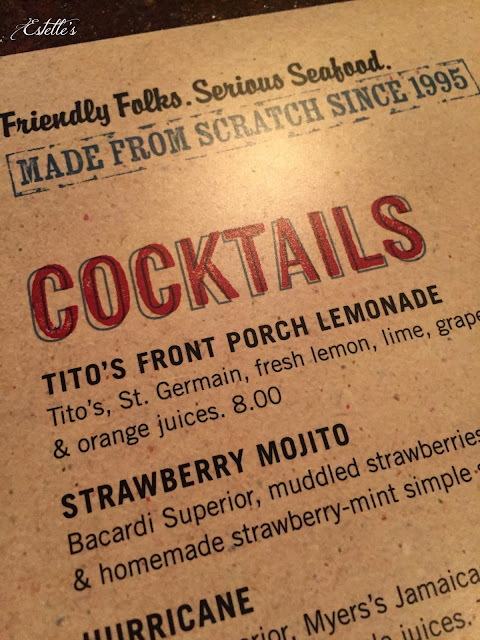 Estelle's
Friendly Folks. Serious Seafood.
MADE FROM SCRATCH SINCE 1995
COCKTAILS
TITO'S FRONT PORCH LEMONADE
Tito's, St. Germain, fresh lemon, lime, grape
& orange juices. 8.00
STRAWBERRY MOJITO
Bacardi Superior, muddled strawberries
& homemade strawberry-mint simple
HURRICANE
Myers's Jamaica
juices.